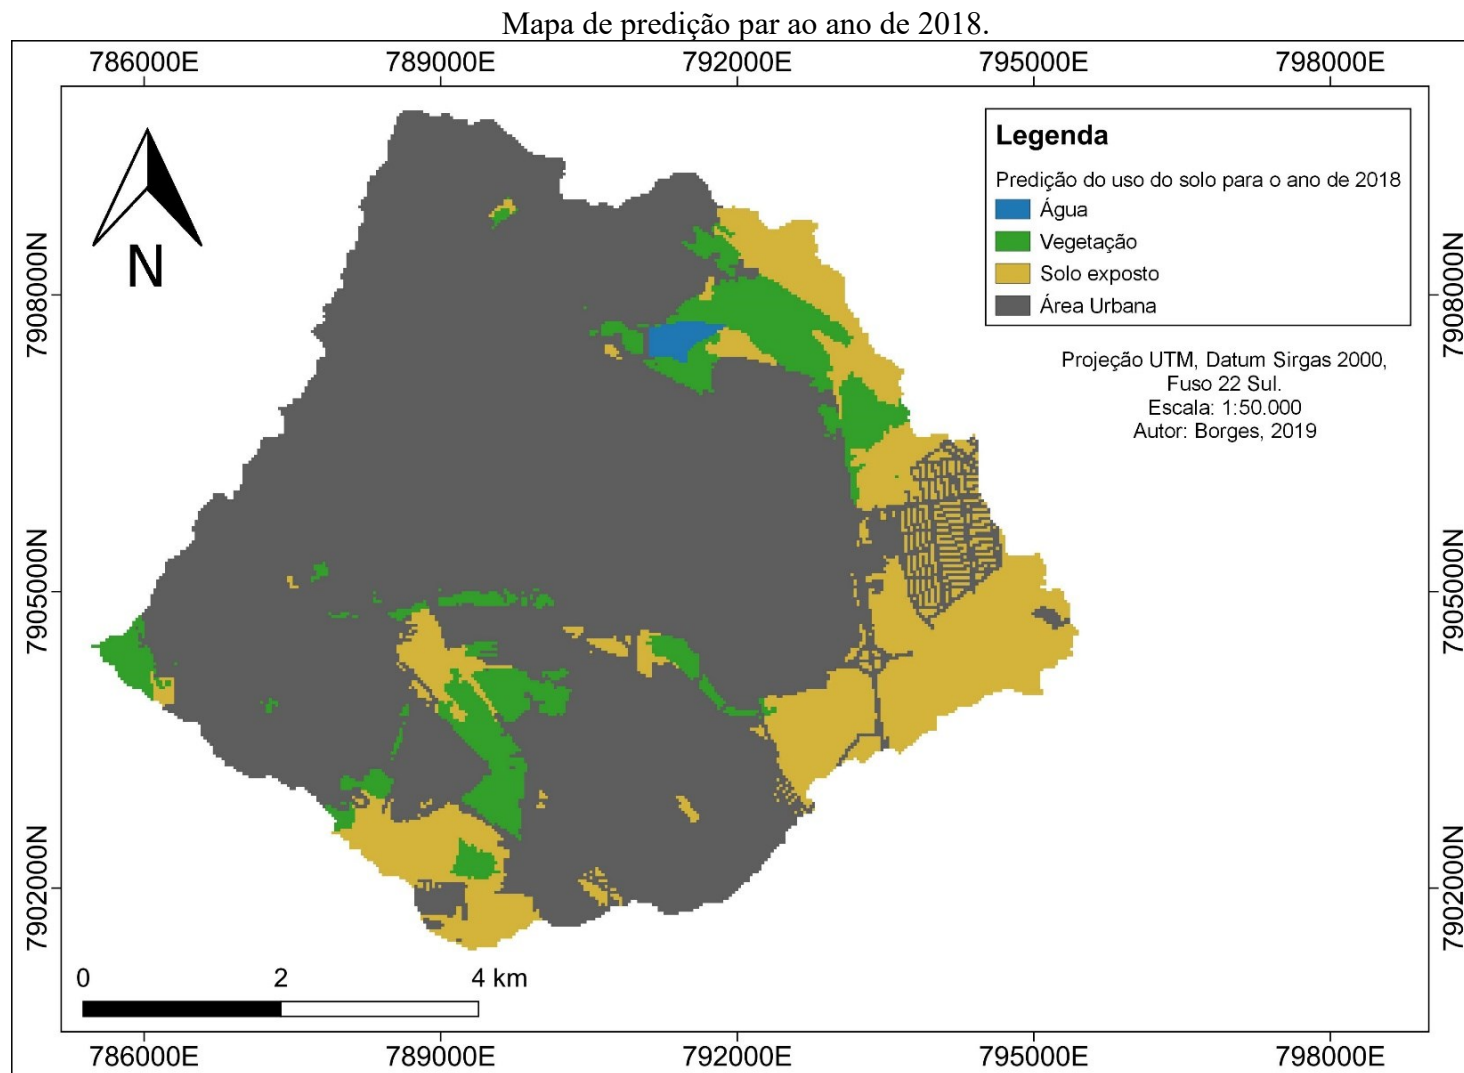 Mapa de predição par ao ano de 2018.
786000E 789000E 792000E 795000E 798000E
Legenda
Predição do uso do solo para o ano de 2018
Água
Vegetação
Solo exposto
Área Urbana
N
Projeção UTM, Datum Sirgas 2000,
Fuso 22 Sul.
Escala: 1:50.000
Autor: Borges, 2019
7908000N 7908000N
7905000N 7905000N
7902000N 7902000N
0 2 4 km
786000E 789000E 792000E 795000E 798000E